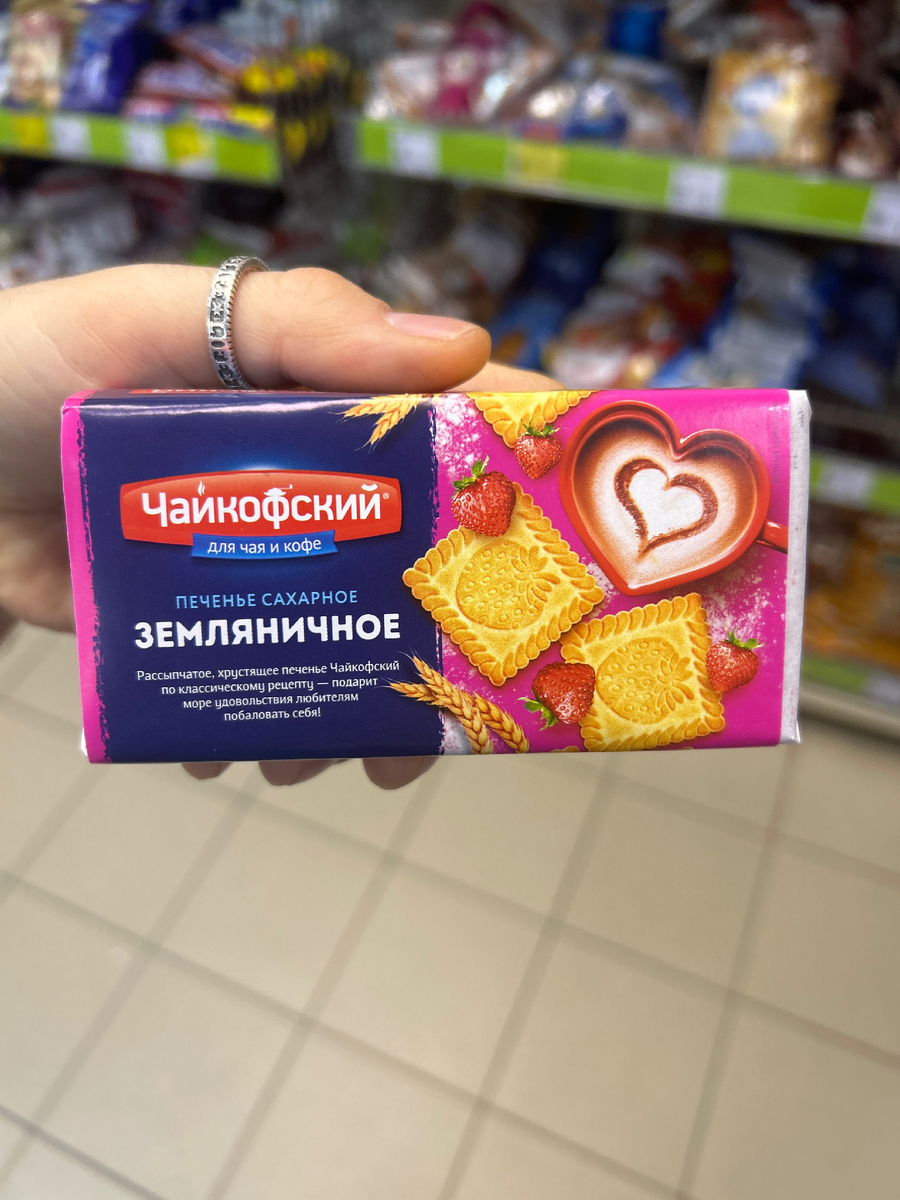 Чайкофский®
для чая и кофе
ПЕЧЕНЬЕ САХАРНОЕ
ЗЕМЛЯНИЧНОЕ
Рассыпчатое, хрустящее печенье Чайкофский
по классическому рецепту — подарит
море удовольствия любителям
побаловать себя!